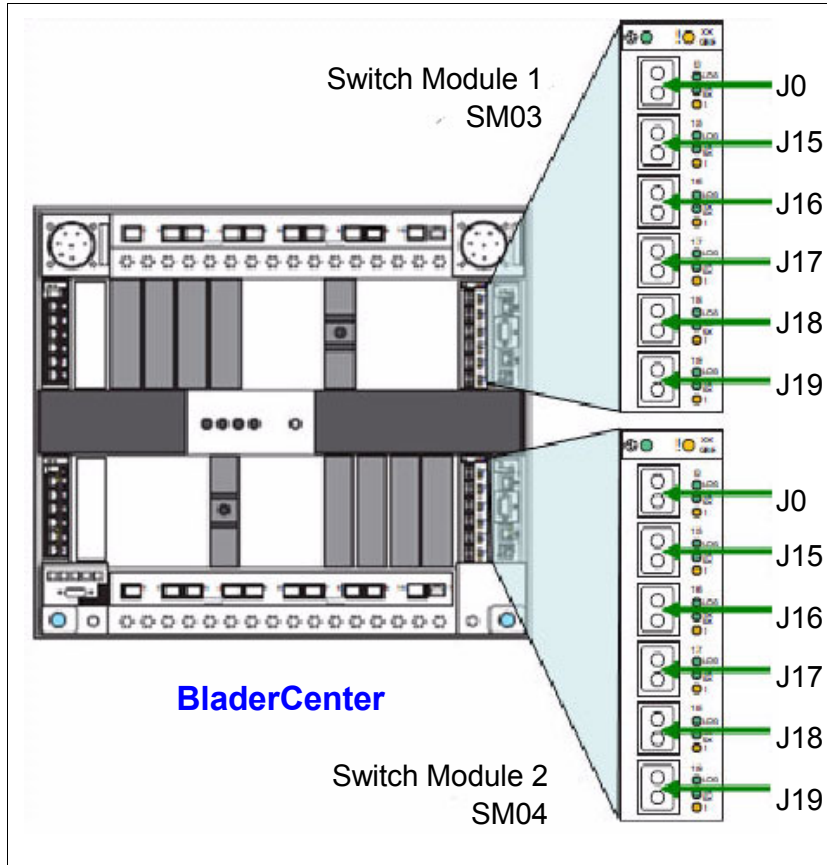 Switch Module 1
SM03
J0
J15
J16
J17
J18
J19
J0
J15
J16
J17
J18
J19
BladerCenter
Switch Module 2
SM04